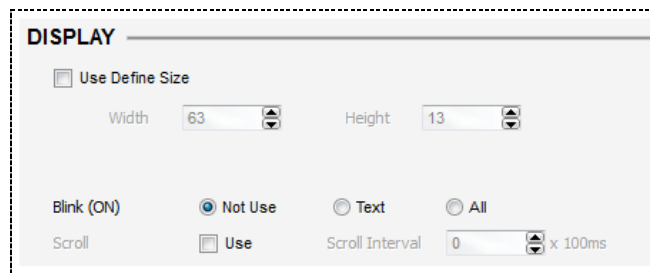 DISPLAY
Use Define Size
Width 63 Height 13
Blink (ON) Not Use Text All
Scroll Use Scroll Interval 0 x 100ms